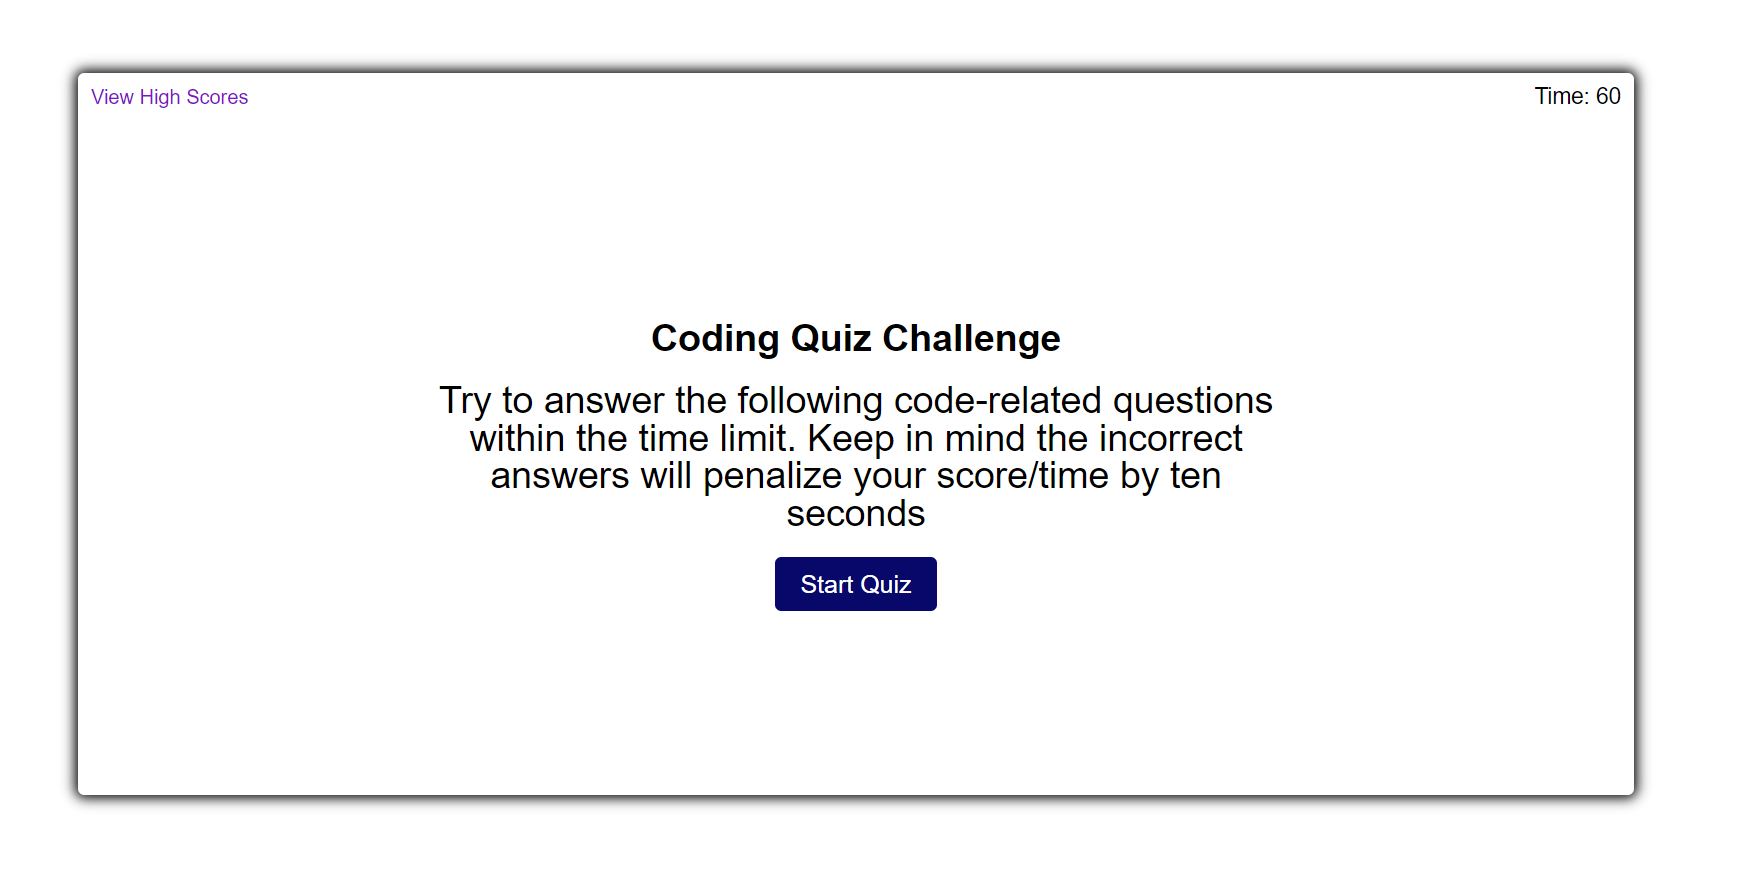 View High Scores
Time: 60
Coding Quiz Challenge
Try to answer the following code-related questions
within the time limit. Keep in mind the incorrect
answers will penalize your score/time by ten
seconds
Start Quiz